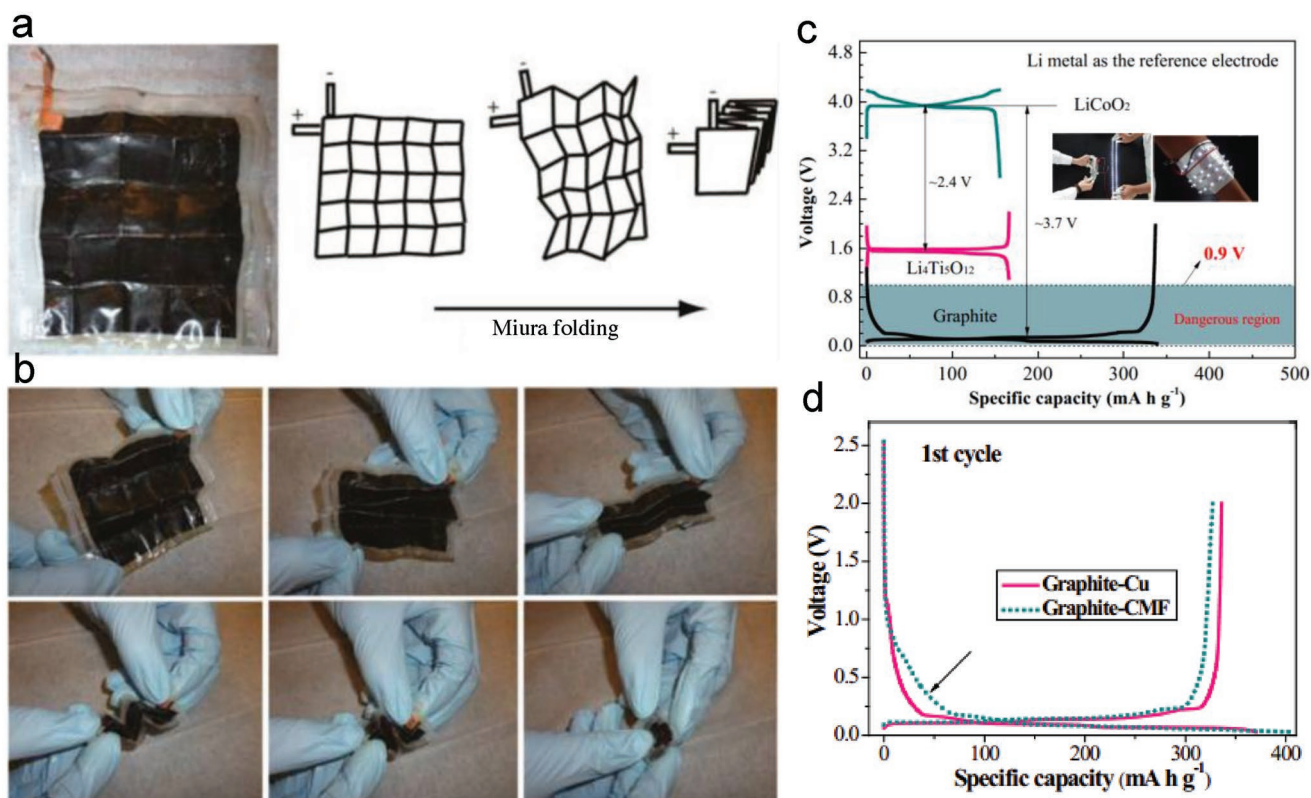 a
-
+
-
+
-
+
Miura folding
b
c
Li metal as the reference electrode
LiCoO₂
~2.4 V
~3.7 V
Li₄Ti₅O₁₂
0.9 V
Graphite
Dangerous region
Voltage (V)
4.8
4.0
3.2
2.4
1.6
0.8
0.0
0 100 200 300 400 500
Specific capacity (mA h g⁻¹)
d
1st cycle
Graphite-Cu
Graphite-CMF
Voltage (V)
2.5
2.0
1.5
1.0
0.5
0.0
0 100 200 300 400
Specific capacity (mA h g⁻¹)